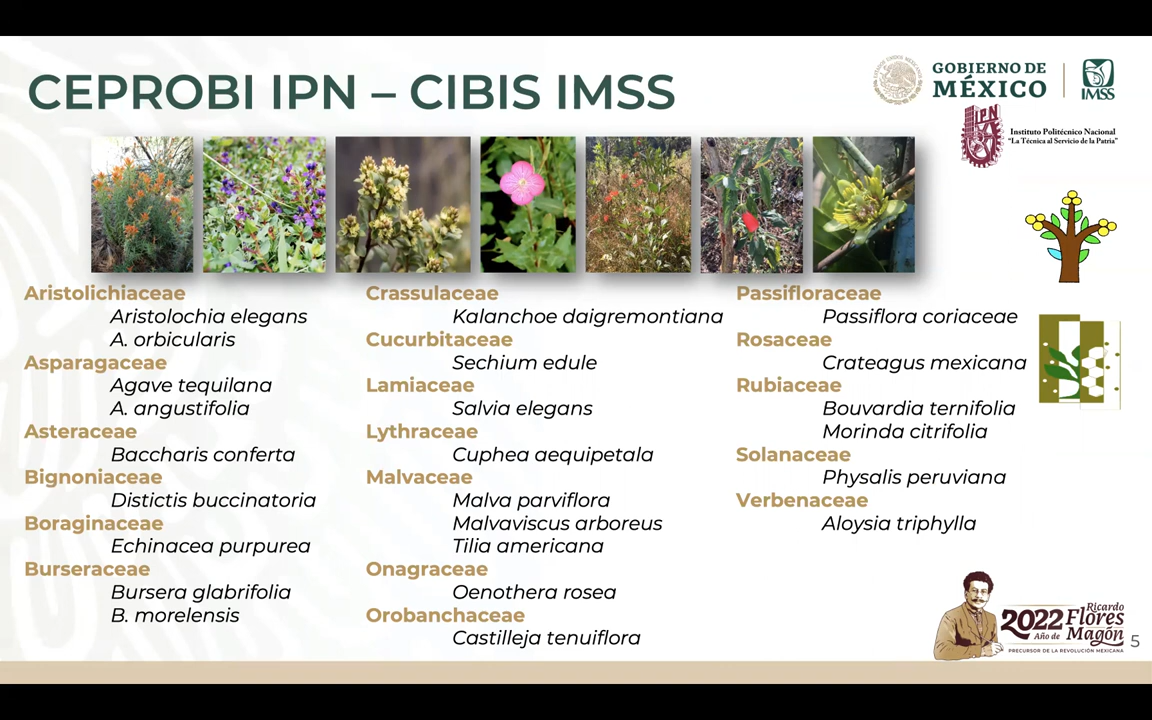 CEPROBI IPN – CIBIS IMSS
GOBIERNO DE
MÉXICO
IMSS
IPN
Instituto Politécnico Nacional
"La Técnica al Servicio de la Patria"
Aristolichiaceae
Aristolochia elegans
A. orbicularis
Asparagaceae
Agave tequilana
A. angustifolia
Asteraceae
Baccharis conferta
Bignoniaceae
Distictis buccinatoria
Boraginaceae
Echinacea purpurea
Burseraceae
Bursera glabrifolia
B. morelensis
Crassulaceae
Kalanchoe daigremontiana
Cucurbitaceae
Sechium edule
Lamiaceae
Salvia elegans
Lythraceae
Cuphea aequipetala
Malvaceae
Malva parviflora
Malvaviscus arboreus
Tilia americana
Onagraceae
Oenothera rosea
Orobanchaceae
Castilleja tenuiflora
Passifloraceae
Passiflora coriaceae
Rosaceae
Crateagus mexicana
Rubiaceae
Bouvardia ternifolia
Morinda citrifolia
Solanaceae
Physalis peruviana
Verbenaceae
Aloysia triphylla
2022 Ricardo
Flores
Año de Magón
PRECURSOR DE LA REVOLUCIÓN MEXICANA
5